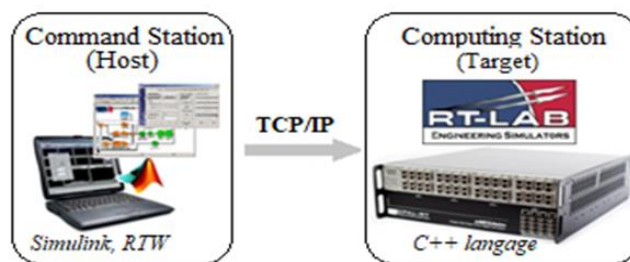 Command Station
(Host)
Simulink, RTW
TCP/IP
Computing Station
(Target)
RT-LAB
ENGINEERING SIMULATORS
C++ langage